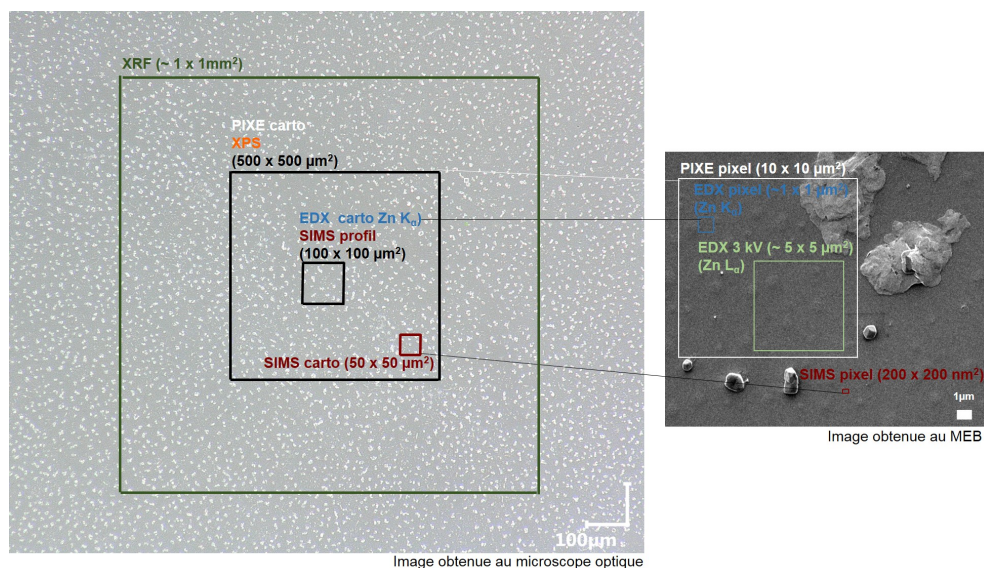 XRF (~ 1 x 1mm²)
PIXE carto
XPS
(500 x 500 µm²)
EDX carto Zn Kα)
SIMS profil
(100 x 100 µm²)
SIMS carto (50 x 50 µm²)
100µm
Image obtenue au microscope optique
PIXE pixel (10 x 10 µm²)
EDX pixel (~1 x 1 µm²)
(Zn Kα)
EDX 3 kV (~ 5 x 5 µm²)
(Zn Lα)
SIMS pixel (200 x 200 nm²)
1µm
Image obtenue au MEB